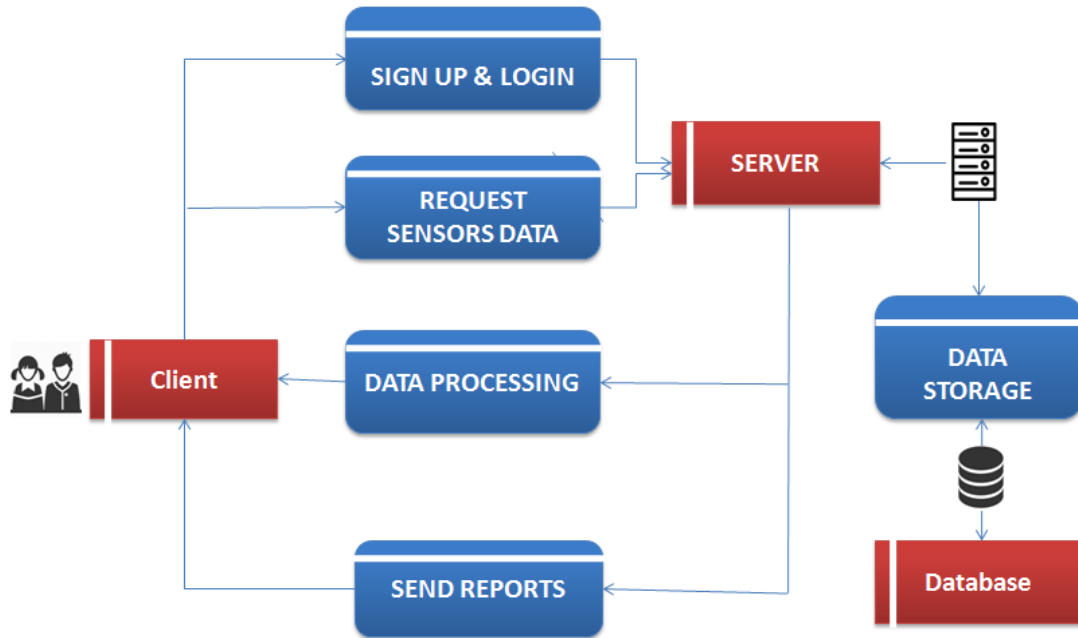 SIGN UP & LOGIN
REQUEST
SENSORS DATA
SERVER
Client
DATA PROCESSING
DATA
STORAGE
SEND REPORTS
Database